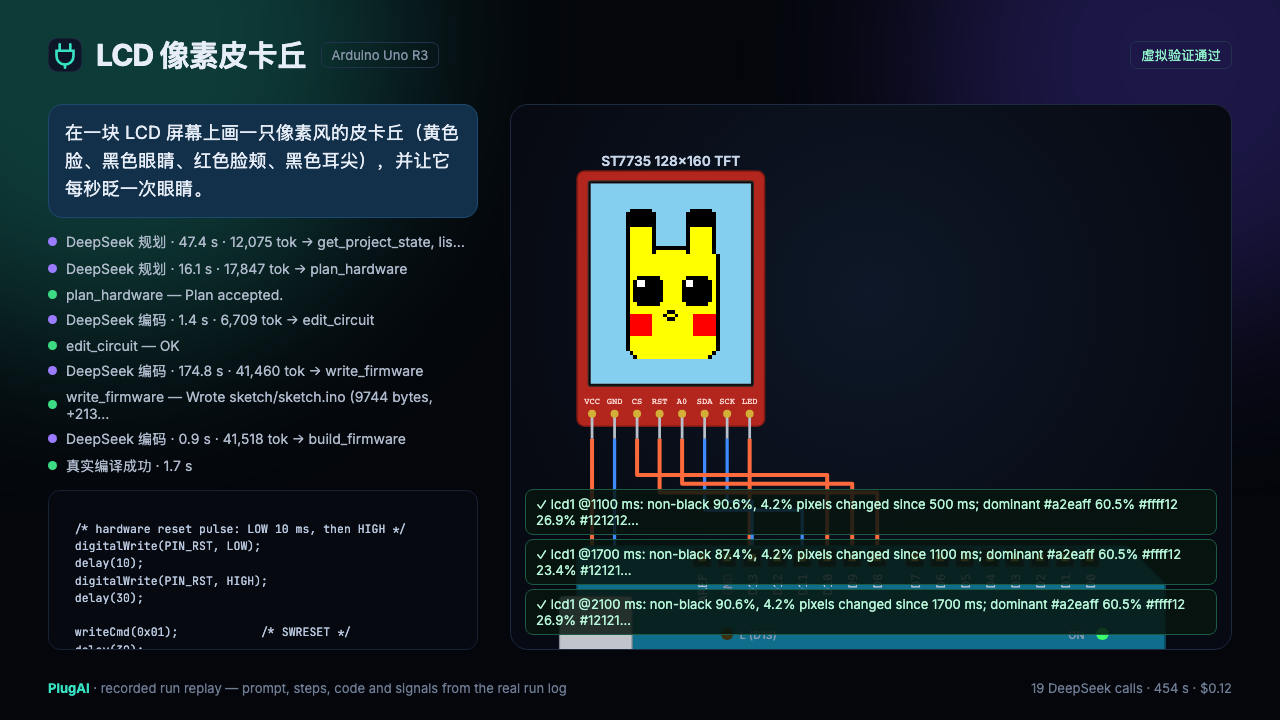 LCD 像素皮卡丘
Arduino Uno R3
虚拟验证通过
在一块 LCD 屏幕上画一只像素风的皮卡丘（黄色
脸、黑色眼睛、红色脸颊、黑色耳尖），并让它
每秒眨一次眼睛。
DeepSeek 规划 · 47.4 s · 12,075 tok → get_project_state, lis...
DeepSeek 规划 · 16.1 s · 17,847 tok → plan_hardware
plan_hardware — Plan accepted.
DeepSeek 编码 · 1.4 s · 6,709 tok → edit_circuit
edit_circuit — OK
DeepSeek 编码 · 174.8 s · 41,460 tok → write_firmware
write_firmware — Wrote sketch/sketch.ino (9744 bytes,
+213...
DeepSeek 编码 · 0.9 s · 41,518 tok → build_firmware
真实编译成功 · 1.7 s
/* hardware reset pulse: LOW 10 ms, then HIGH */
digitalWrite(PIN_RST, LOW);
delay(10);
digitalWrite(PIN_RST, HIGH);
delay(30);
writeCmd(0x01); /* SWRESET */
ST7735 128×160 TFT
VCC GND CS RST A0 SDA SCK LED
✓ lcd1 @1100 ms: non-black 90.6%, 4.2% pixels changed since 500 ms; dominant #a2eaff 60.5% #ffff12
26.9% #121212...
✓ lcd1 @1700 ms: non-black 87.4%, 4.2% pixels changed since 1100 ms; dominant #a2eaff 60.5% #ffff12
23.4% #12121...
✓ lcd1 @2100 ms: non-black 90.6%, 4.2% pixels changed since 1700 ms; dominant #a2eaff 60.5% #ffff12
26.9% #12121...
L (D13)
ON
PlugAI · recorded run replay — prompt, steps, code and signals from the real run log
19 DeepSeek calls · 454 s · $0.12